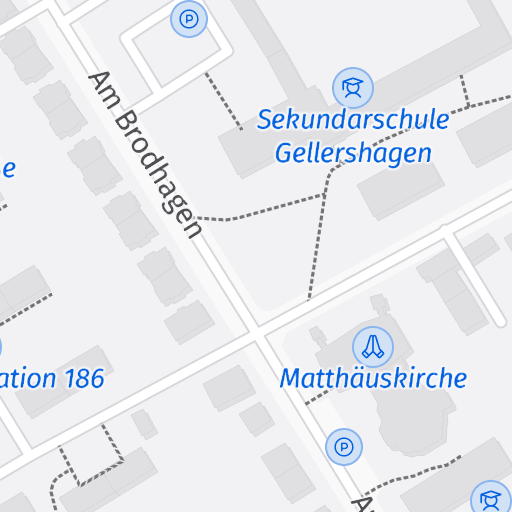 Am Brodhagen
Sekundarschule
Gellershagen
Matthäuskirche
ation 186
P
P